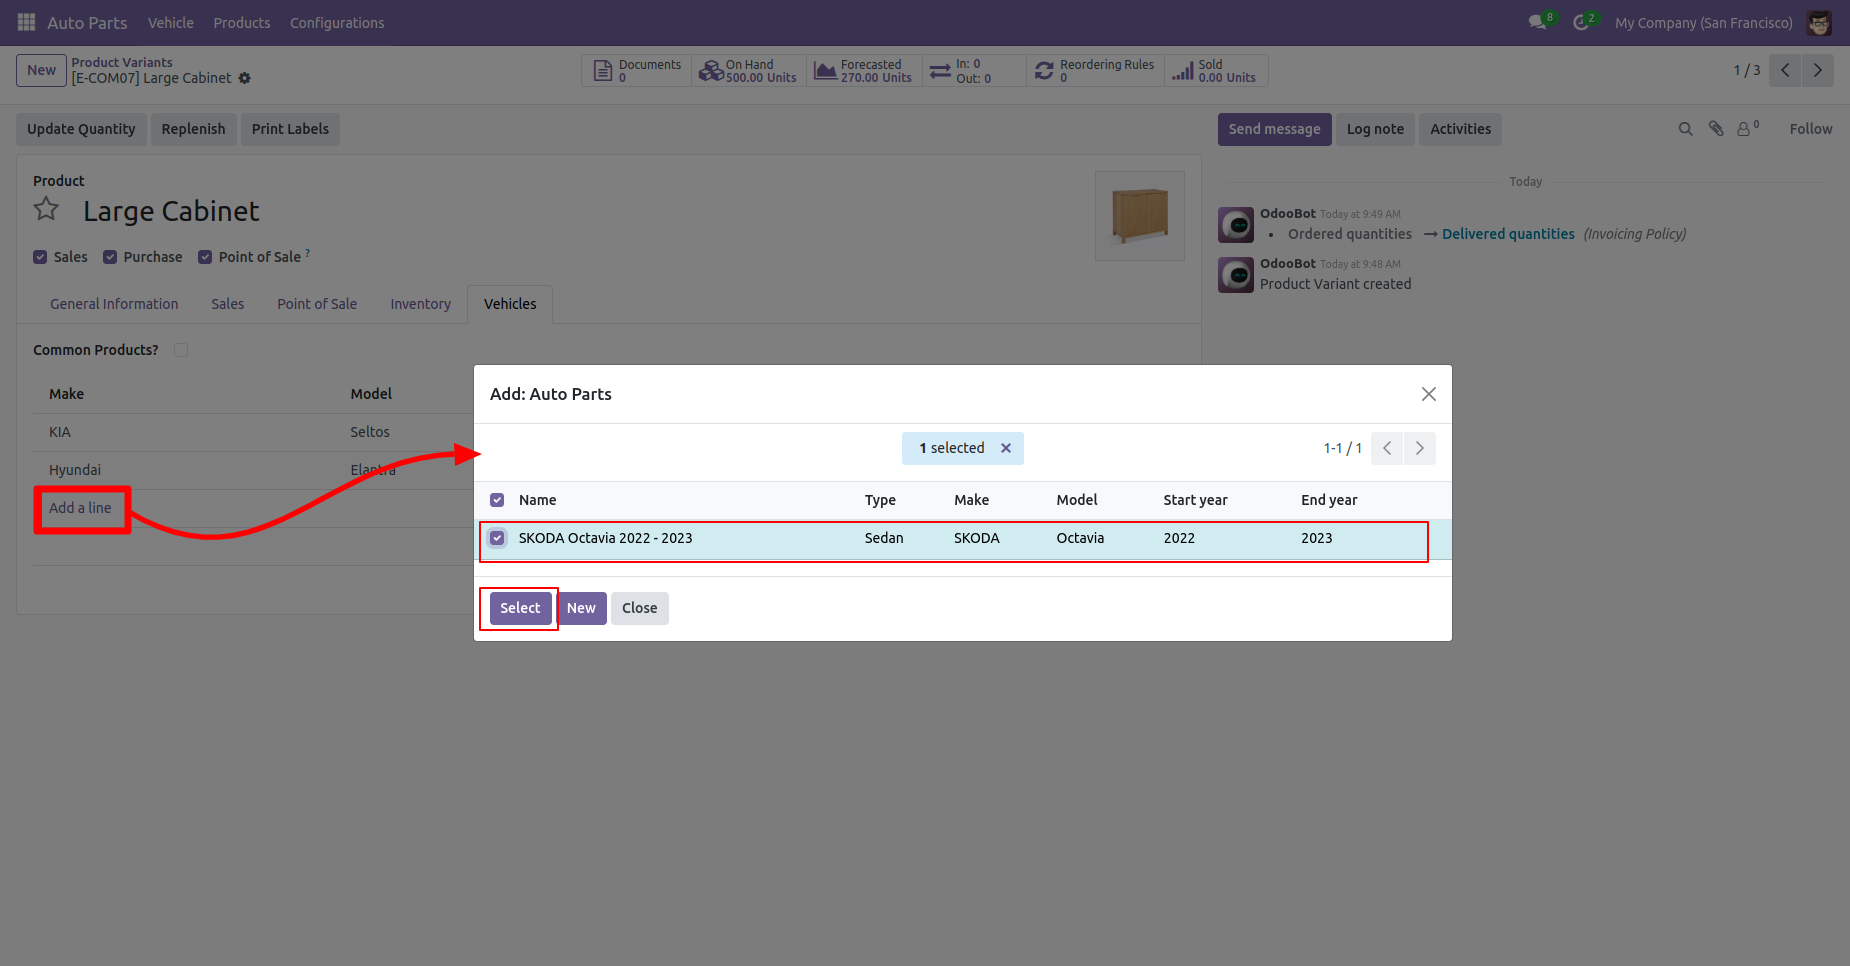 Auto Parts Vehicle Products Configurations 8 2 My Company (San Francisco)
New Product Variants
[E-COM07] Large Cabinet
Documents 0
On Hand 500.00 Units
Forecasted 270.00 Units
In: 0
Out: 0
Reordering Rules 0
Sold 0.00 Units
1 / 3
Update Quantity Replenish Print Labels
Send message Log note Activities 0 Follow
Product
Large Cabinet
Sales Purchase Point of Sale ?
General Information Sales Point of Sale Inventory Vehicles
Common Products?
Make Model
KIA Seltos
Hyundai Elantra
Add a line
Today
OdooBot Today at 9:49 AM
• Ordered quantities → Delivered quantities (Invoicing Policy)
OdooBot Today at 9:48 AM
Product Variant created
Add: Auto Parts
1 selected 1-1 / 1
Name Type Make Model Start year End year
SKODA Octavia 2022 - 2023 Sedan SKODA Octavia 2022 2023
Select New Close